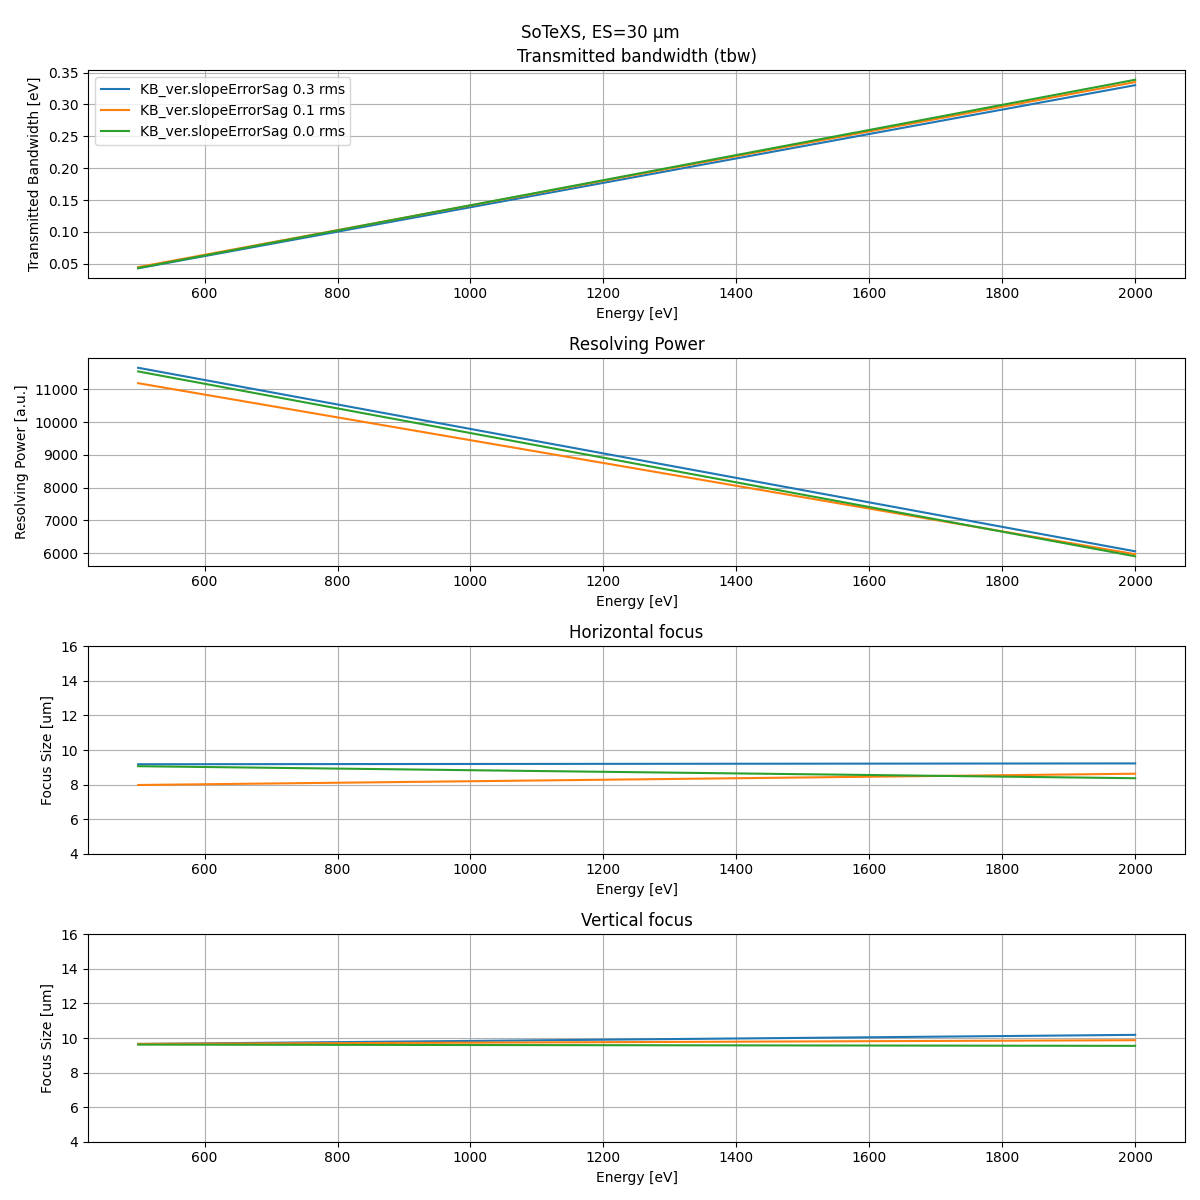 SoTeXS, ES=30 µm
Transmitted bandwidth (tbw)
Transmitted Bandwidth [eV]
0.35
0.30
0.25
0.20
0.15
0.10
0.05
KB_ver.slopeErrorSag 0.3 rms
KB_ver.slopeErrorSag 0.1 rms
KB_ver.slopeErrorSag 0.0 rms
600 800 1000 1200 1400 1600 1800 2000
Energy [eV]
Resolving Power
Resolving Power [a.u.]
11000
10000
9000
8000
7000
6000
600 800 1000 1200 1400 1600 1800 2000
Energy [eV]
Horizontal focus
Focus Size [um]
16
14
12
10
8
6
4
600 800 1000 1200 1400 1600 1800 2000
Energy [eV]
Vertical focus
Focus Size [um]
16
14
12
10
8
6
4
600 800 1000 1200 1400 1600 1800 2000
Energy [eV]